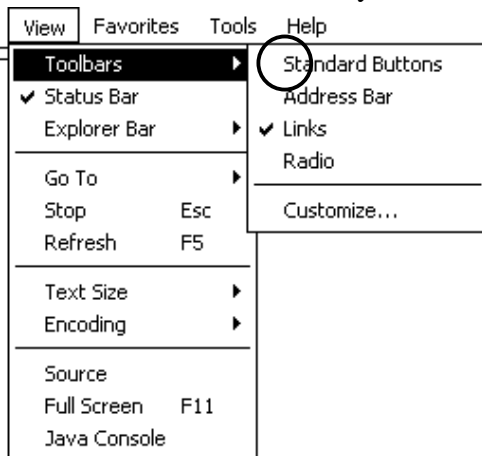 View Favorites Tools Help
Toolbars
Status Bar
Explorer Bar
Go To
Stop Esc
Refresh F5
Text Size
Encoding
Source
Full Screen F11
Java Console
Standard Buttons
Address Bar
Links
Radio
Customize...